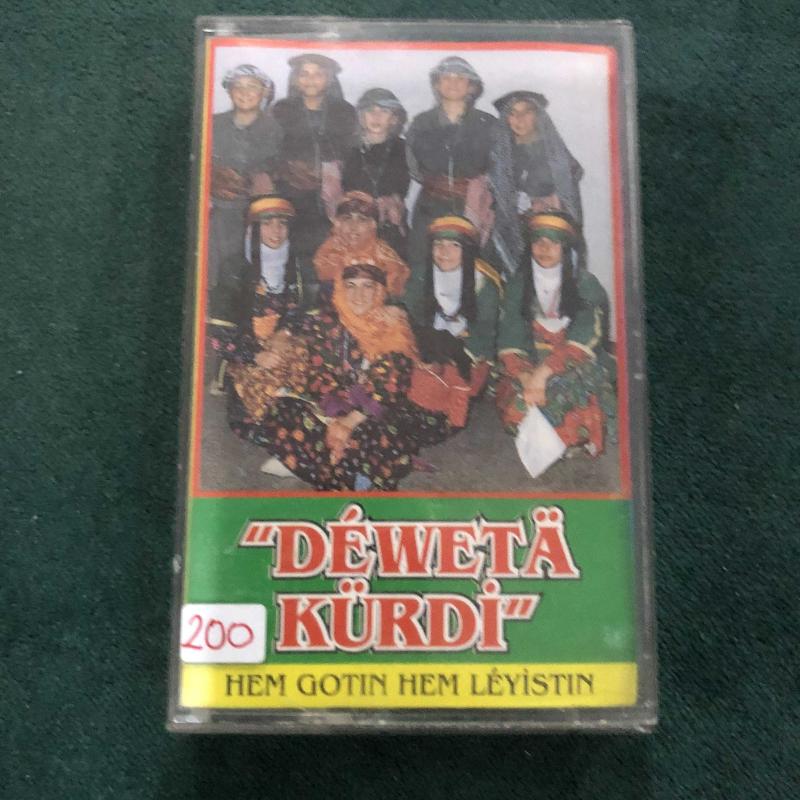 "DÉWETÄ
KÜRDİ"
200
HEM GOTIN HEM LÉYİSTIN